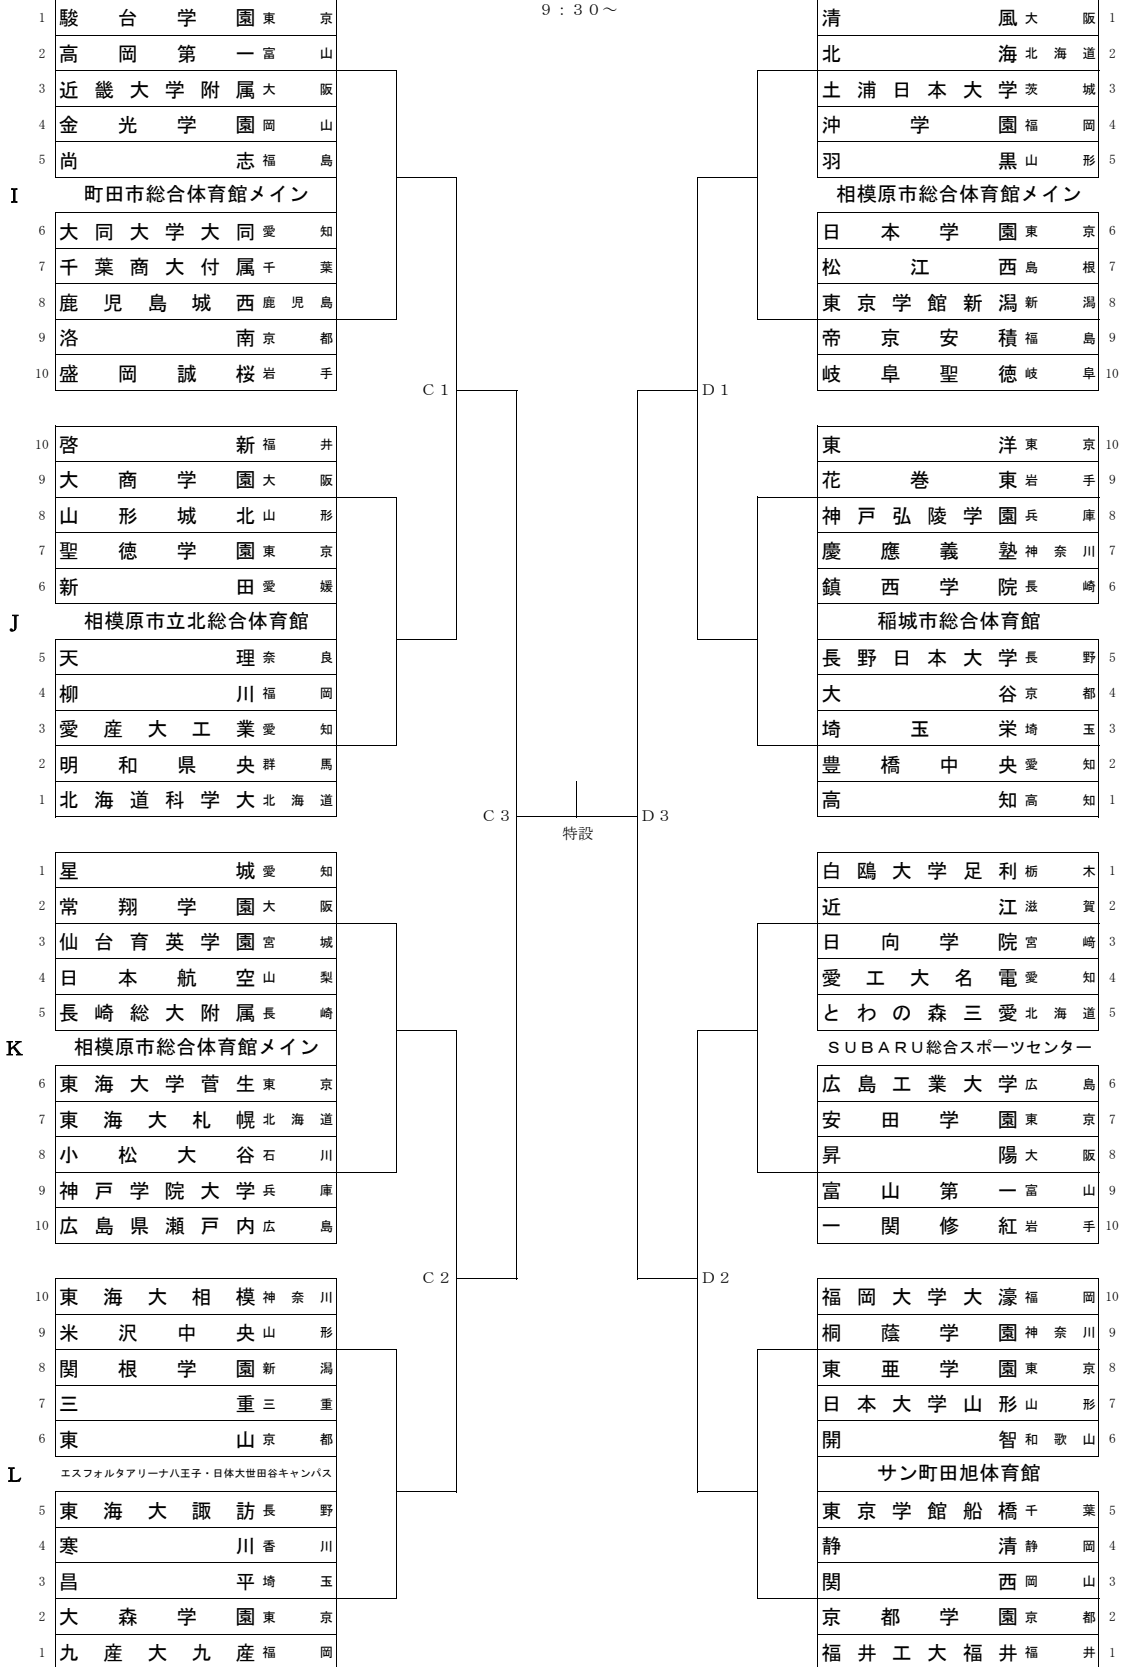 9：30～
1 駿台学園 東京
2 高岡第一 富山
3 近畿大学附属 大阪
4 金光学園 岡山
5 尚志 福島
I 町田市総合体育館メイン
6 大同大学大同 愛知
7 千葉商大付属 千葉
8 鹿児島城西 鹿児島
9 洛南 京都
10 盛岡誠桜 岩手
C1
10 啓新 福井
9 大商学園 大阪
8 山形城北 山形
7 聖徳学園 東京
6 新田 愛媛
J 相模原市立北総合体育館
5 天理 奈良
4 柳川 福岡
3 愛産大工業 愛知
2 明和県央 群馬
1 北海道科学大 北海道
C3
特設
D3
1 星城 愛知
2 常翔学園 大阪
3 仙台育英学園 宮城
4 日本航空 山梨
5 長崎総大附属 長崎
K 相模原市総合体育館メイン
6 東海大学菅生 東京
7 東海大札幌 北海道
8 小松大谷 石川
9 神戸学院大学 兵庫
10 広島県瀬戸内 広島
C2
10 東海大相模 神奈川
9 米沢中央 山形
8 関根学園 新潟
7 三重 三重
6 東山 京都
L エスフォルタアリーナ八王子・日体大世田谷キャンパス
5 東海大諏訪 長野
4 寒川 香川
3 昌平 埼玉
2 大森学園 東京
1 九産大九産 福岡
清風 大阪 1
北海 北海道 2
土浦日本大学 茨城 3
沖学園 福岡 4
羽黒 山形 5
相模原市総合体育館メイン
日本学園 東京 6
松江西 島根 7
東京学館新潟 新潟 8
帝京安積 福島 9
岐阜聖徳 岐阜 10
D1
東洋 東京 10
花巻東 岩手 9
神戸弘陵学園 兵庫 8
慶應義塾 神奈川 7
鎮西学院 長崎 6
稲城市総合体育館
長野日本大学 長野 5
大谷 京都 4
埼玉栄 埼玉 3
豊橋中央 愛知 2
高知 高知 1
白鴎大学足利 栃木 1
近江 滋賀 2
日向学院 宮﨑 3
愛工大名電 愛知 4
とわの森三愛 北海道 5
SUBARU総合スポーツセンター
広島工業大学 広島 6
安田学園 東京 7
昇陽 大阪 8
富山第一 富山 9
一関修紅 岩手 10
D2
福岡大学大濠 福岡 10
桐蔭学園 神奈川 9
東亜学園 東京 8
日本大学山形 山形 7
開智 和歌山 6
サン町田旭体育館
東京学館船橋 千葉 5
静清 静岡 4
関西 岡山 3
京都学園 京都 2
福井工大福井 福井 1